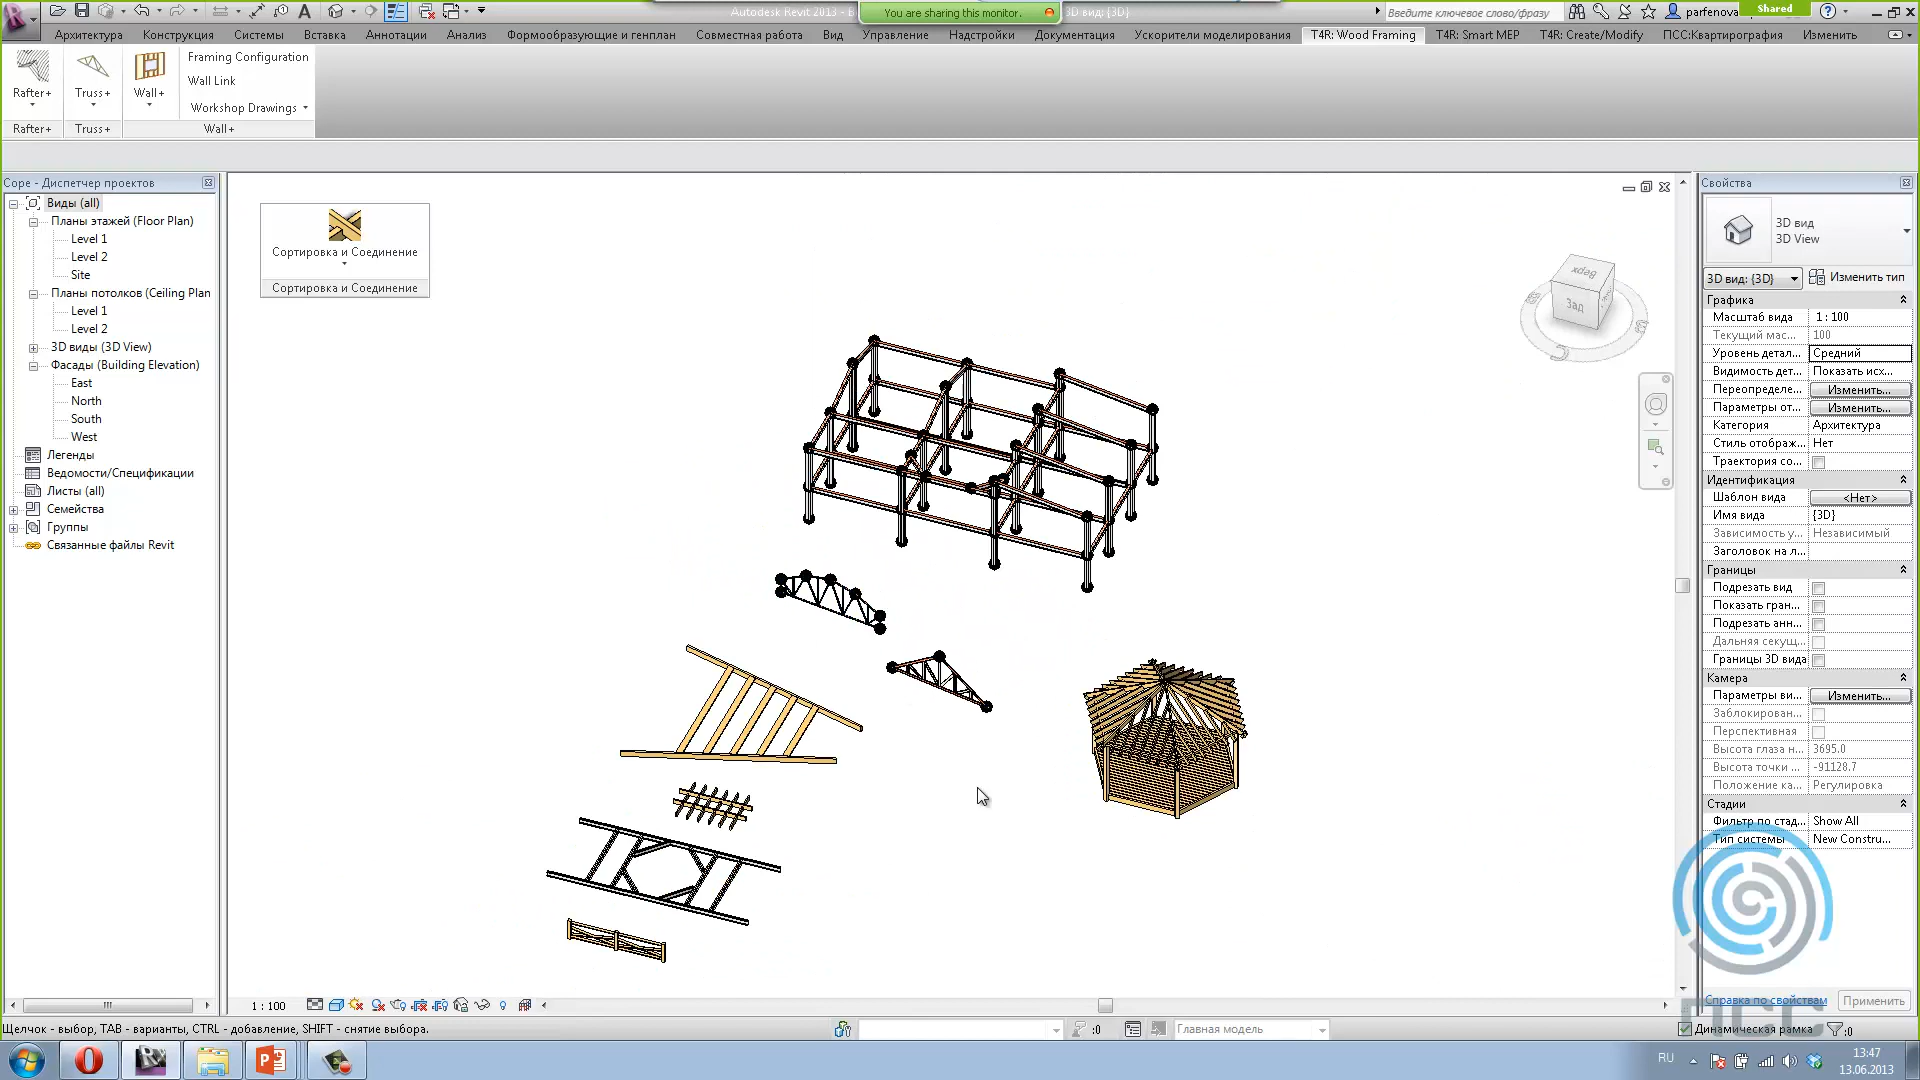 Autodesk Revit 2013 -
You are sharing this monitor.
3D вид: {3D}
Введите ключевое слово/фразу
parfenova
Shared
Архитектура
Конструкция
Системы
Вставка
Аннотации
Анализ
Формообразующие и генплан
Совместная работа
Вид
Управление
Надстройки
Документация
Ускорители моделирования
T4R: Wood Framing
T4R: Smart MEP
T4R: Create/Modify
ПСС:Квартирография
Изменить
Rafter+
Truss+
Wall+
Framing Configuration
Wall Link
Workshop Drawings
Rafter+
Truss+
Wall+
Cope - Диспетчер проектов
Виды (all)
Планы этажей (Floor Plan)
Level 1
Level 2
Site
Планы потолков (Ceiling Plan
Level 1
Level 2
3D виды (3D View)
Фасады (Building Elevation)
East
North
South
West
Легенды
Ведомости/Спецификации
Листы (all)
Семейства
Группы
Связанные файлы Revit
Сортировка и Соединение
Сортировка и Соединение
верх
Зад
Свойства
3D вид
3D View
3D вид: {3D}
Изменить тип
Графика
Масштаб вида 1 : 100
Текущий мас... 100
Уровень детал... Средний
Видимость дет... Показать исх...
Переопределе... Изменить...
Параметры от... Изменить...
Категория Архитектура
Стиль отображ... Нет
Траектория со...
Идентификация
Шаблон вида <Нет>
Имя вида {3D}
Зависимость у... Независимый
Заголовок на л...
Границы
Подрезать вид
Показать гран...
Подрезать анн...
Дальняя секущ...
Границы 3D вида
Камера
Параметры ви... Изменить...
Заблокирован...
Перспективная
Высота глаза н... 3695.0
Высота точки ... -91128.7
Положение ка... Регулировка
Стадии
Фильтр по стад... Show All
Тип системы New Constru...
Справка по свойствам
Применить
ПСС
1 : 100
Щелчок - выбор, TAB - варианты, CTRL - добавление, SHIFT - снятие выбора.
:0
Главная модель
Динамическая рамка
:0
RU
13:47
13.06.2013